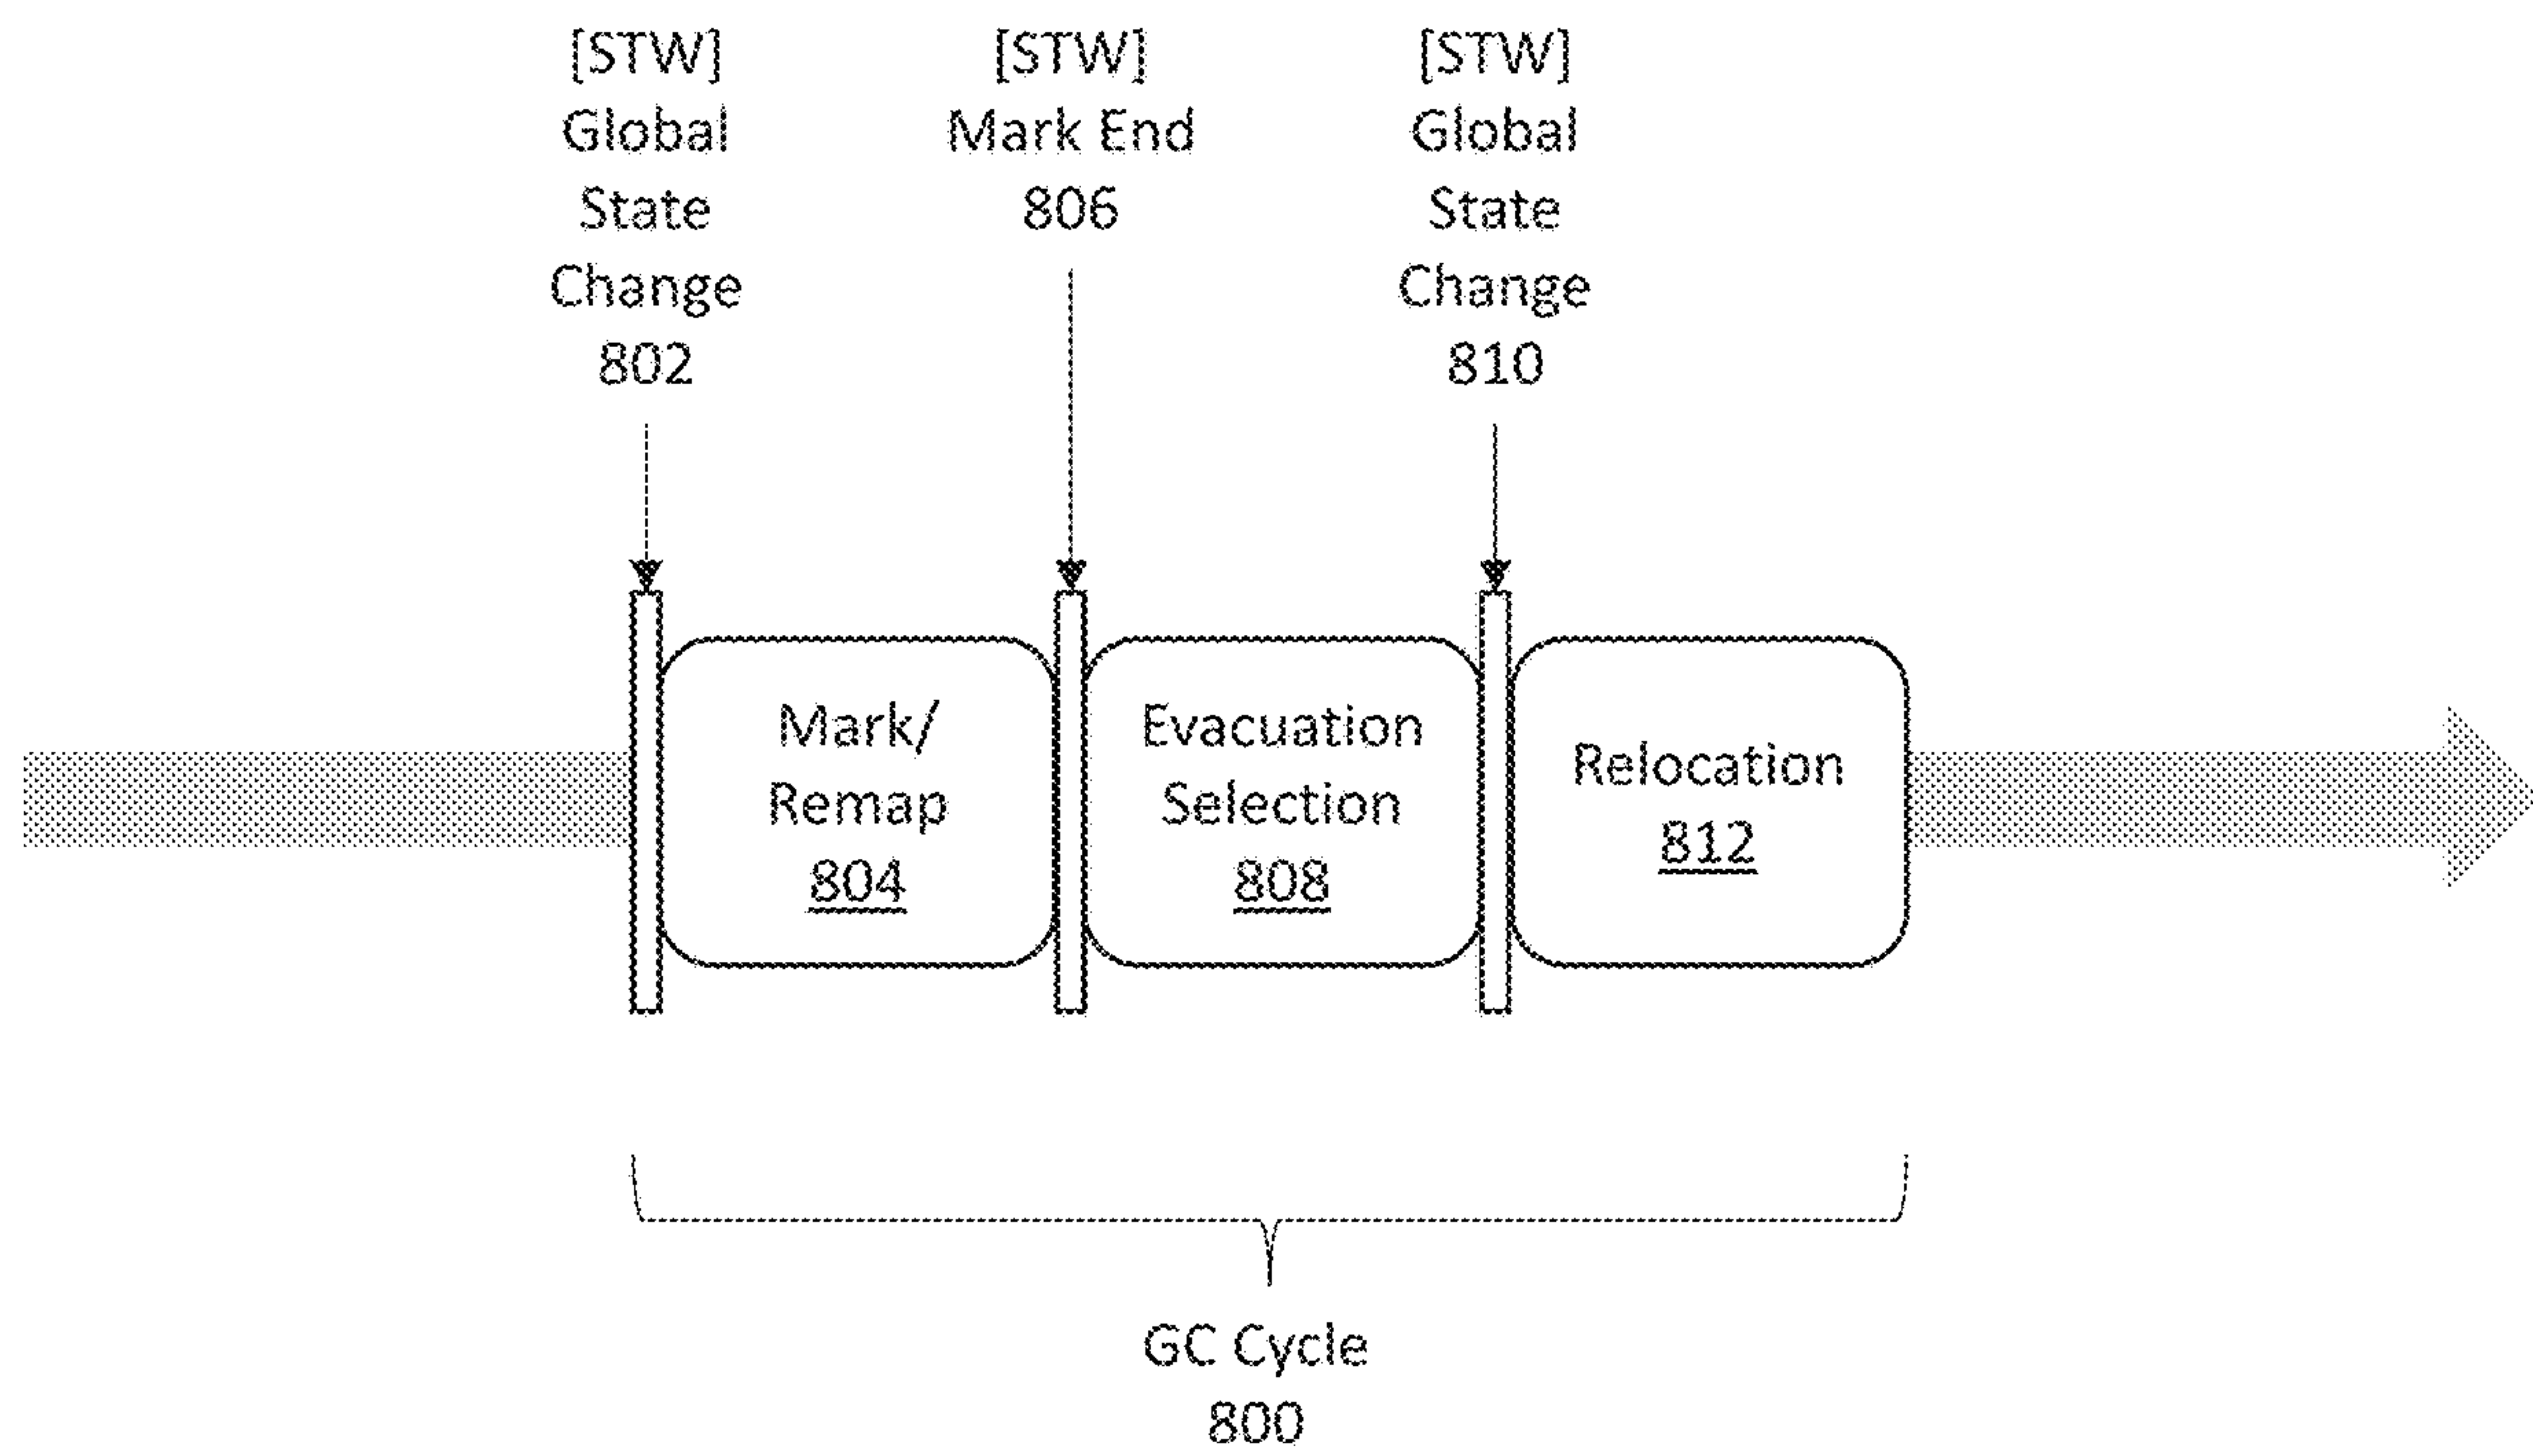 [STW]
Global
State
Change
802
[STW]
Mark End
806
[STW]
Global
State
Change
810
Mark/
Remap
804
Evacuation
Selection
808
Relocation
812
GC Cycle
800